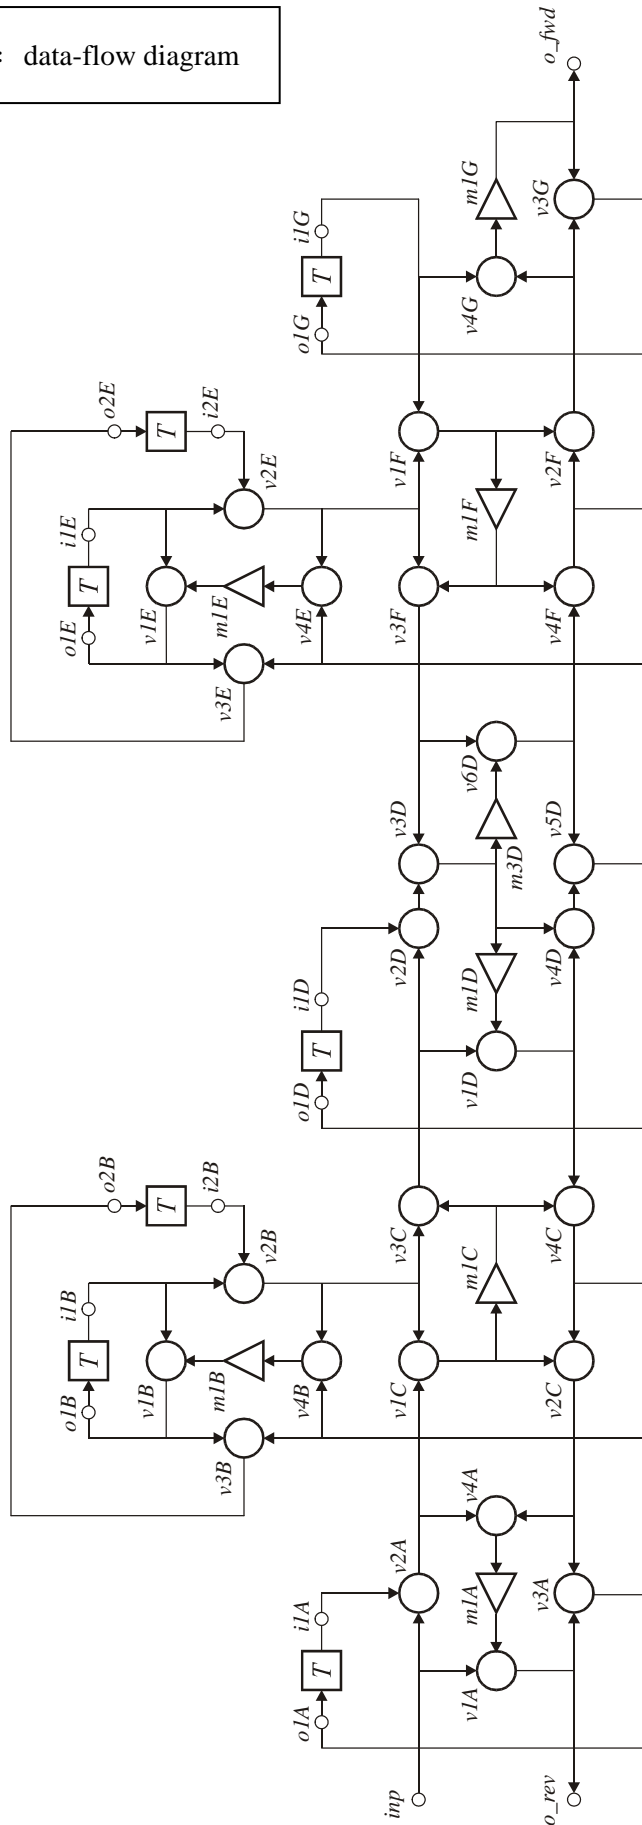 : data-flow diagram
o_fwd
m1G
v3G
i1G
T
v4G
o1G
o2E
T
i2E
v2E
v1F
v2F
i1E
m1F
T
v1E
m1E
v4E
v3F
v4F
o1E
v3E
v6D
v3D
v5D
m3D
v2D
v4D
i1D
m1D
T
v1D
o1D
o2B
T
i2B
v2B
v3C
v4C
i1B
m1C
T
v1B
m1B
v4B
v1C
v2C
o1B
v3B
v4A
v2A
i1A
m1A
v3A
T
v1A
o1A
inp
o_rev